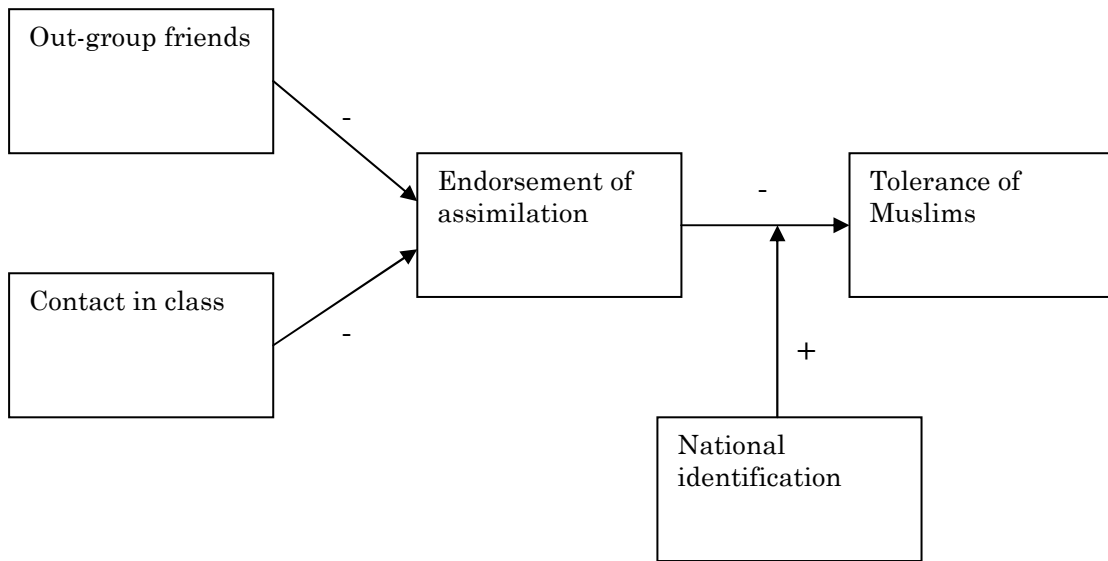 Out-group friends
-
Endorsement of
assimilation
-
Tolerance of
Muslims
Contact in class
-
+
National
identification